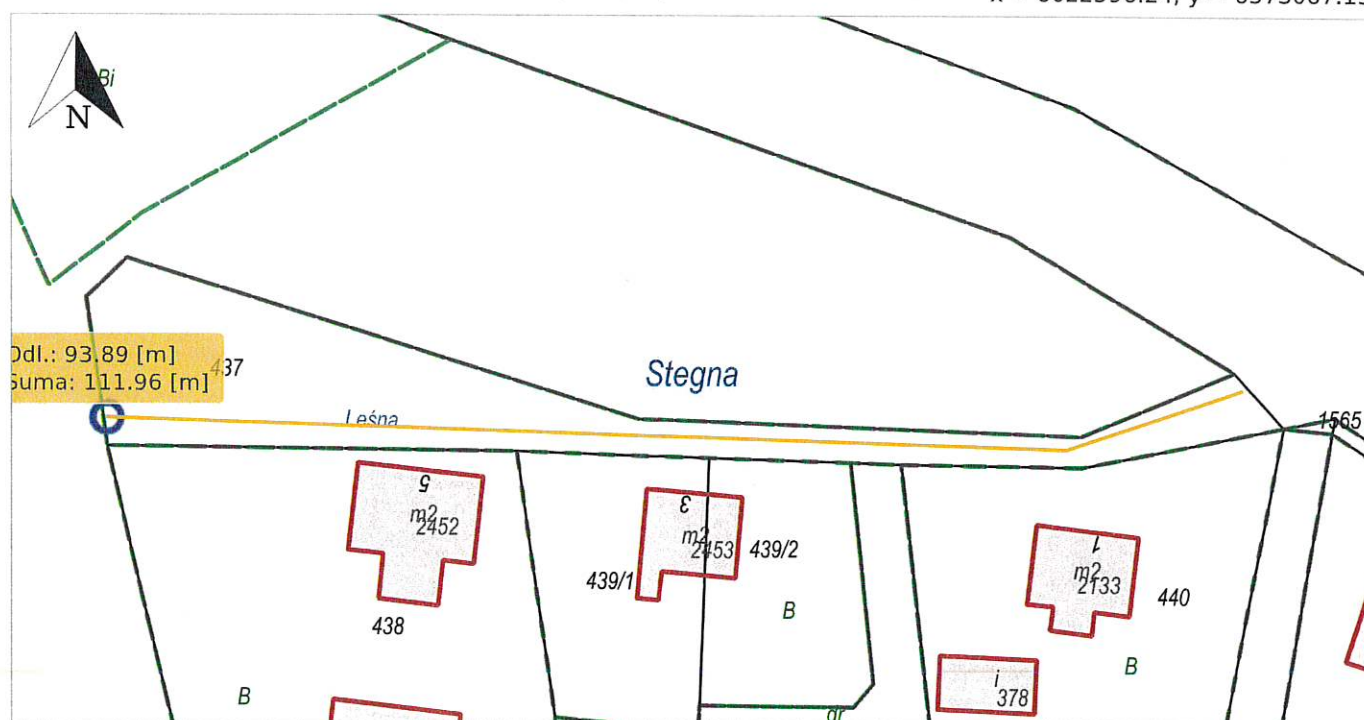 Bi
N
Odl.: 93.89 [m]
Suma: 111.96 [m]
437
Stegna
Leśna
1565
5
m2
2452
3
m2
2453
439/2
439/1
1
m2
2133
440
438
B
B
B
i
378
gr